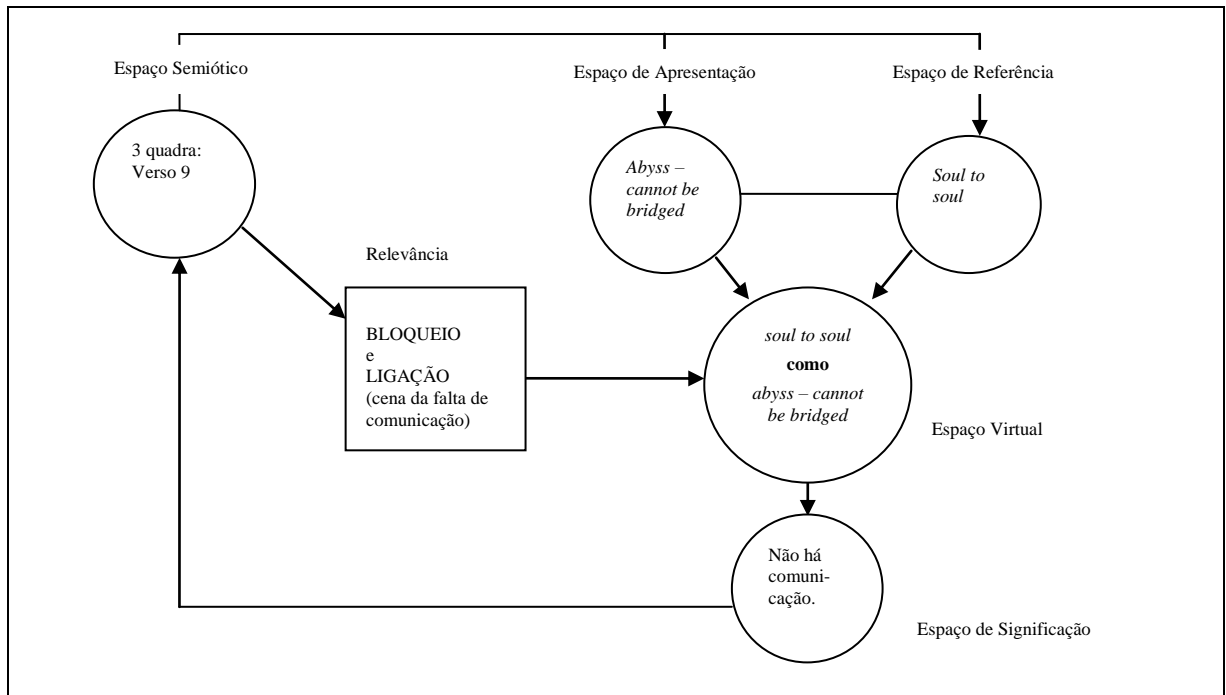 Espaço Semiótico
Espaço de Apresentação
Espaço de Referência
3 quadra:
Verso 9
Abyss –
cannot be
bridged
Soul to
soul
Relevância
BLOQUEIO
e
LIGAÇÃO
(cena da falta de
comunicação)
soul to soul
como
abyss – cannot
be bridged
Espaço Virtual
Não há
comuni-
cação.
Espaço de Significação